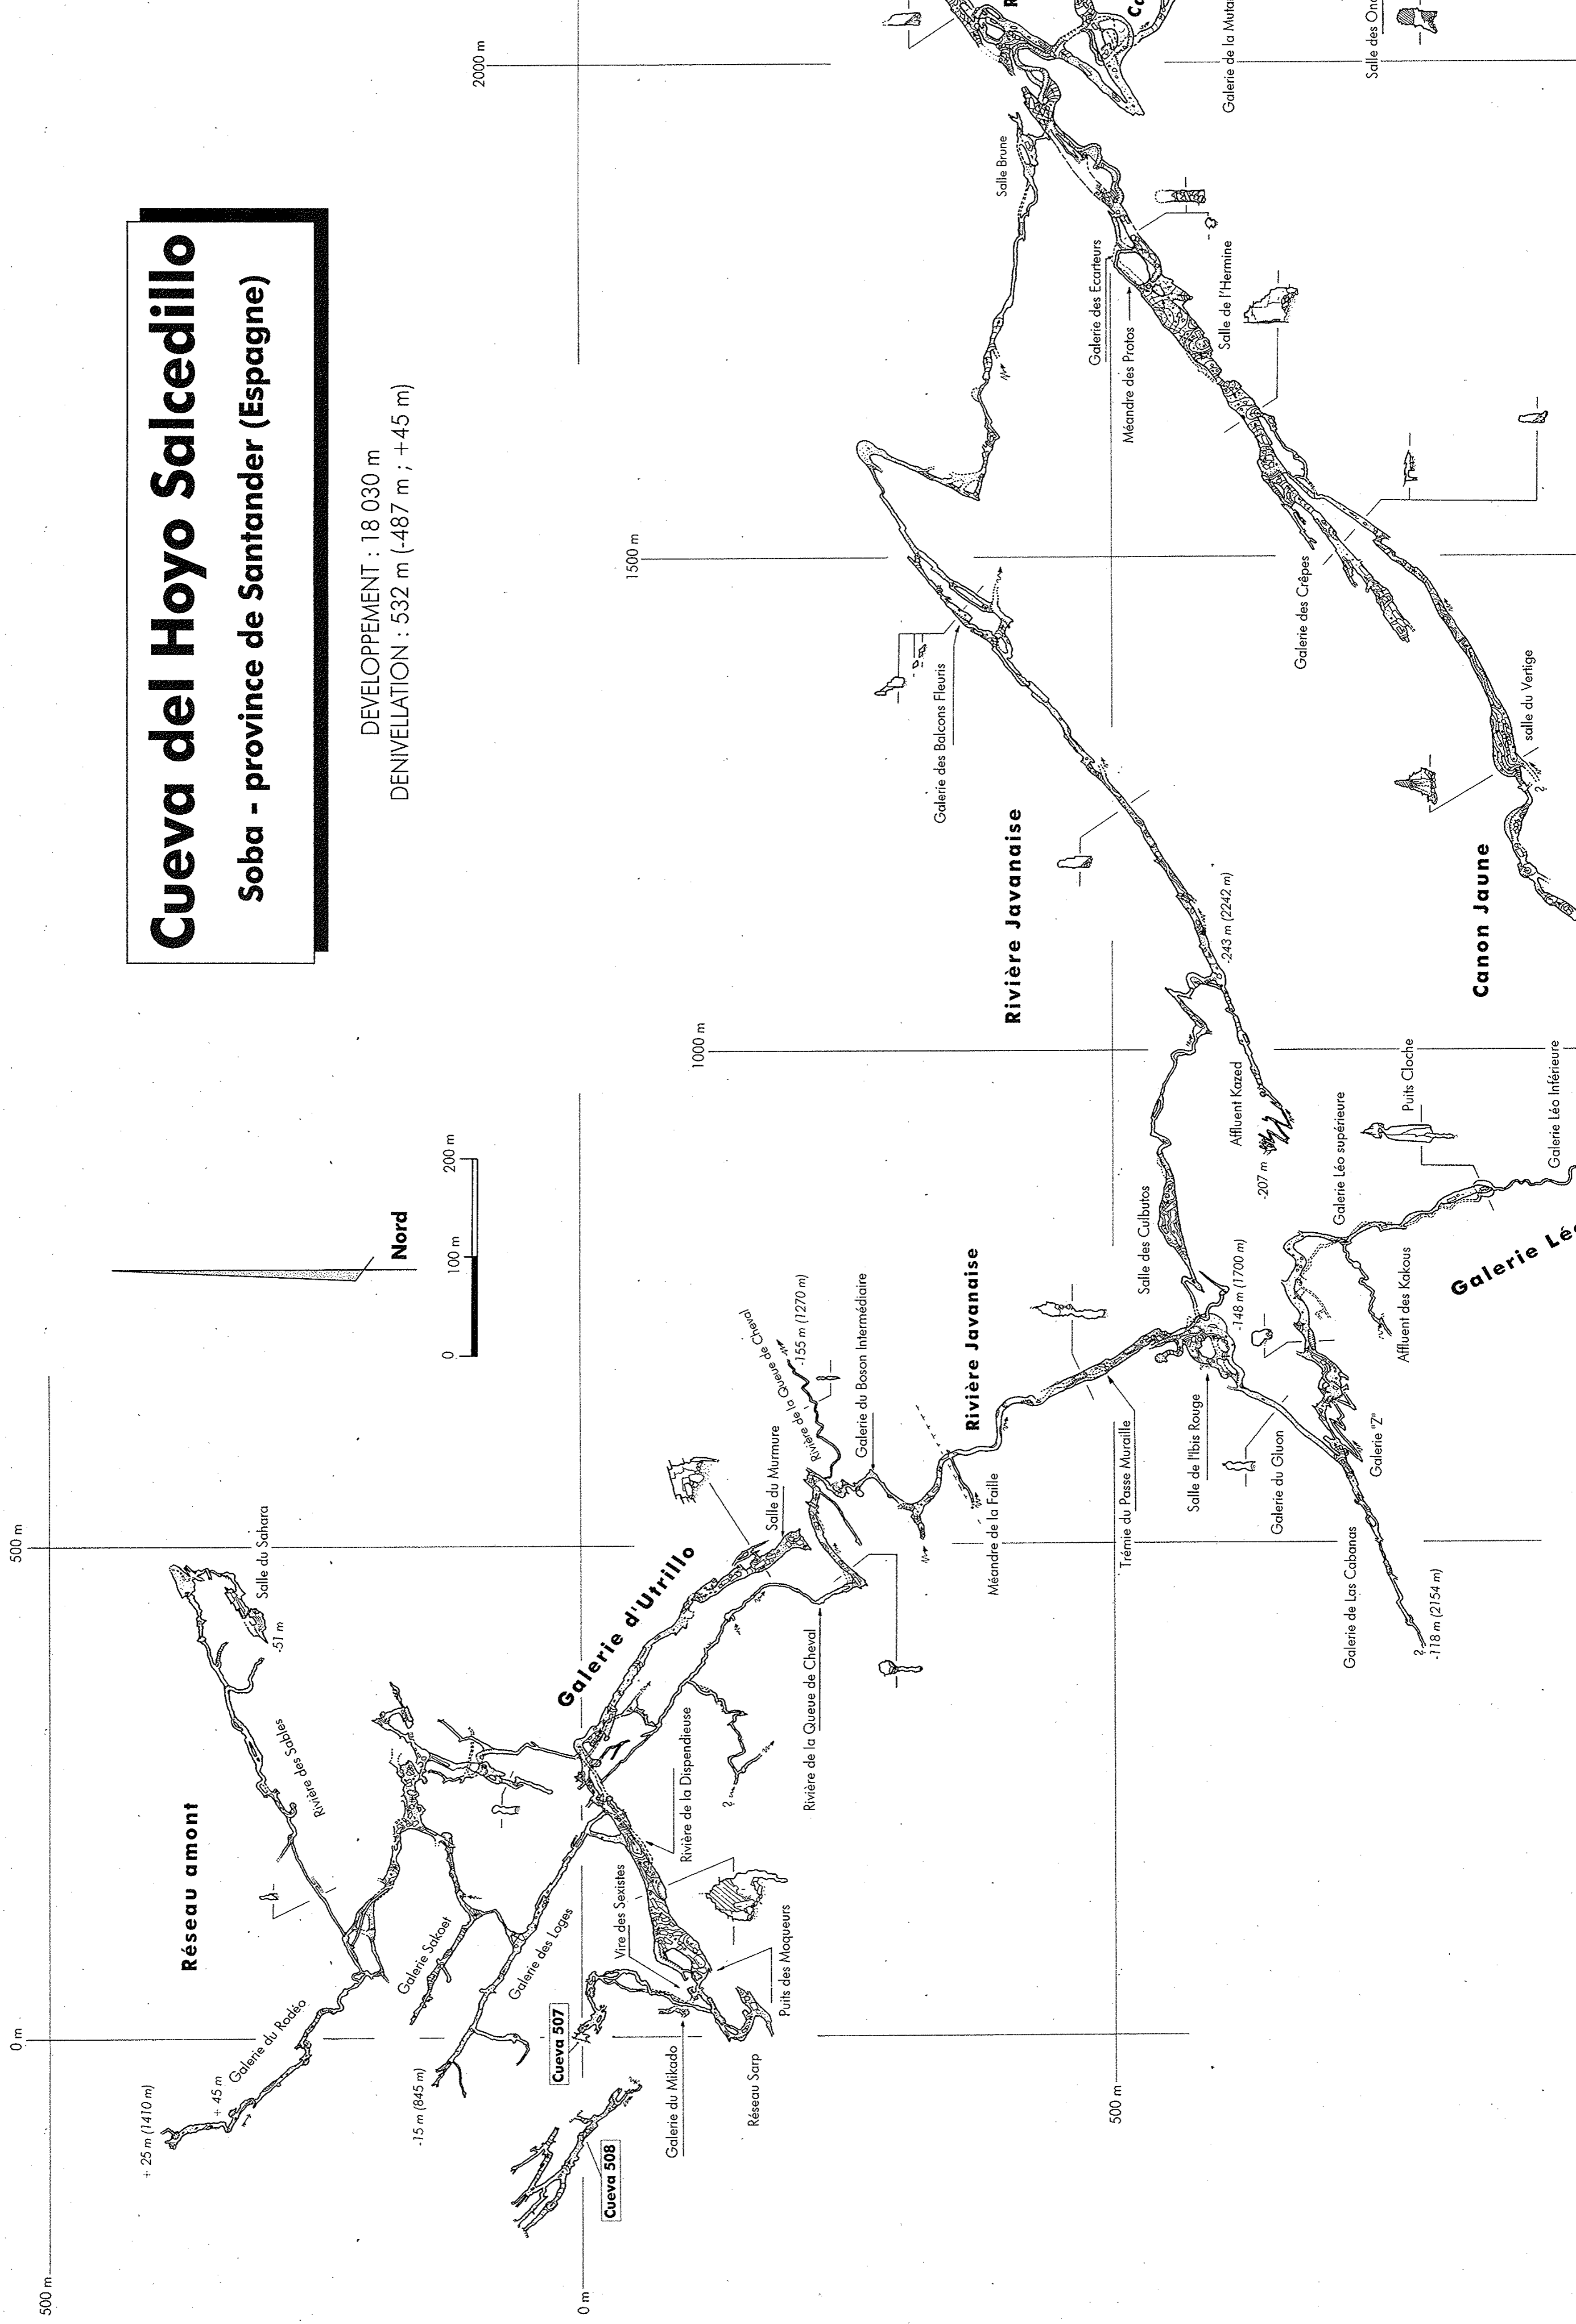 Cueva del Hoyo Salcedillo
Soba - province de Santander (Espagne)
DEVELOPPEMENT : 18 030 m
DENIVELLATION : 532 m (-487 m ; +45 m)
Nord
0
100 m
200 m
500 m
0 m
0 m
500 m
1000 m
1500 m
2000 m
500 m
Réseau amont
+ 25 m (1410 m)
+ 45 m
Galerie du Rodéo
Rivière des Sables
Salle du Sahara
-51 m
Galerie Sakoet
-15 m (845 m)
Galerie des Loges
Cueva 507
Cueva 508
Vire des Sexistes
Galerie du Mikado
Réseau Sarp
Puits des Moqueurs
Rivière de la Dispendieuse
?
Galerie d'Utrillo
Salle du Murmure
Rivière de la Queue de Cheval
Rivière de la Queue de Cheval
-155 m (1270 m)
Galerie du Boson Intermédiaire
Méandre de la Faille
Rivière Javanaise
Trémie du Passe Muraille
Salle de l'Ibis Rouge
-148 m (1700 m)
Salle des Culbutos
Galerie du Gluon
Galerie de Las Cabanas
?
-118 m (2154 m)
Galerie "Z"
Affluent des Kakous
Galerie Léo supérieure
Puits Cloche
Galerie Léo Inférieure
Affluent Kazed
-207 m
-243 m (2242 m)
Rivière Javanaise
Galerie des Balcons Fleuris
Salle Brune
Galerie des Ecarteurs
Méandre des Protos
Salle de l'Hermine
Galerie des Crêpes
salle du Vertige
?
Canon Jaune